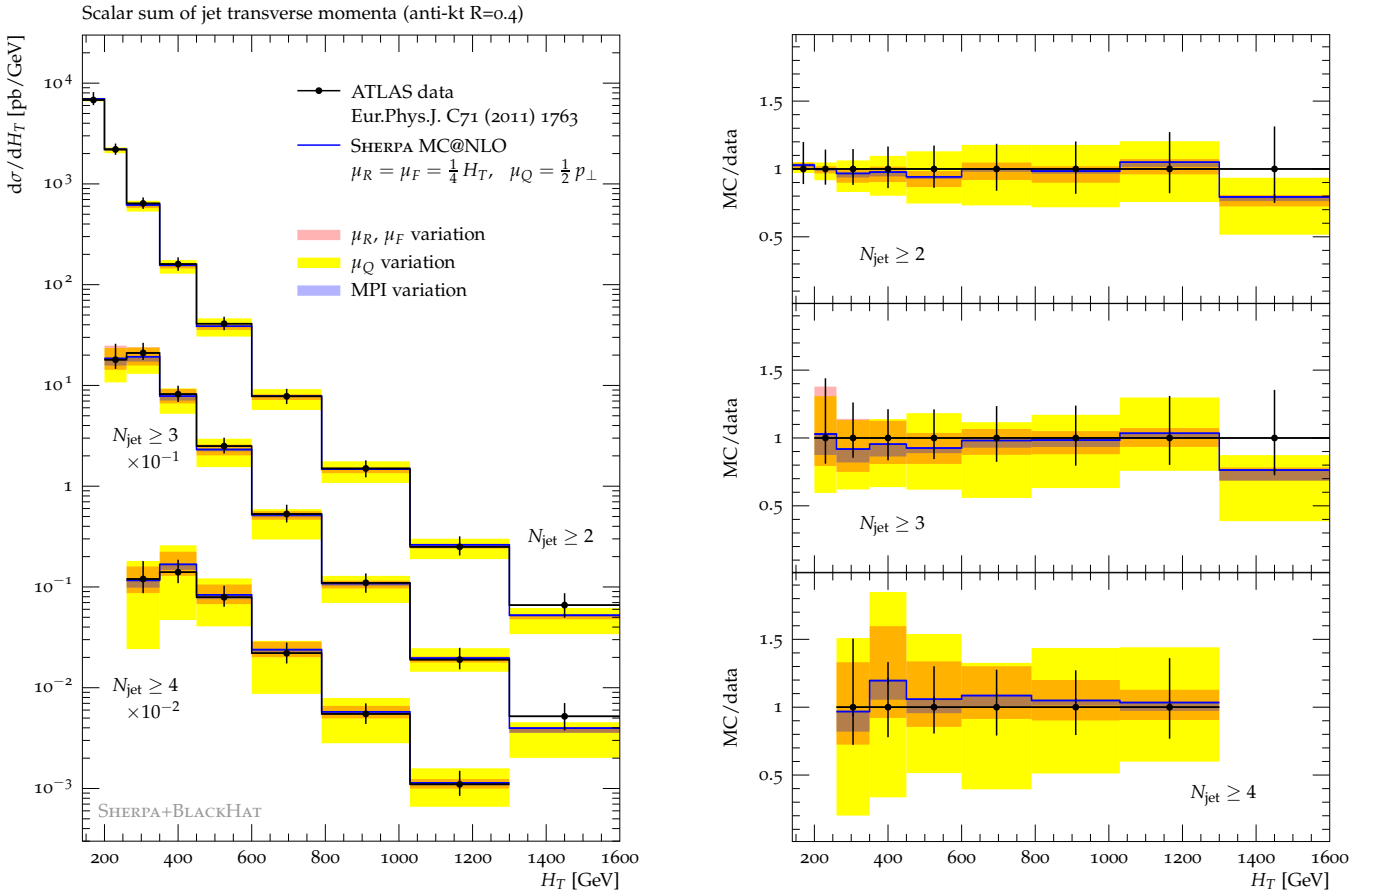 Scalar sum of jet transverse momenta (anti-kt R=0.4)
dσ/dH_T [pb/GeV]
10^4
10^3
10^2
10^1
1
10^−1
10^−2
10^−3
ATLAS data
Eur.Phys.J. C71 (2011) 1763
SHERPA MC@NLO
μ_R = μ_F = 1/4 H_T, μ_Q = 1/2 p_⊥
μ_R, μ_F variation
μ_Q variation
MPI variation
N_jet ≥ 3
×10^−1
N_jet ≥ 2
N_jet ≥ 4
×10^−2
SHERPA+BLACKHAT
200 400 600 800 1000 1200 1400 1600
H_T [GeV]
MC/data
1.5
1
0.5
N_jet ≥ 2
MC/data
1.5
1
0.5
N_jet ≥ 3
MC/data
1.5
1
0.5
N_jet ≥ 4
200 400 600 800 1000 1200 1400 1600
H_T [GeV]